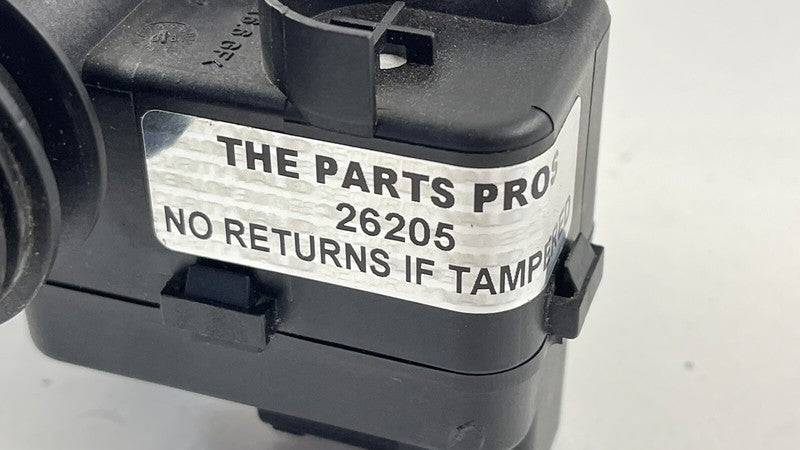 THE PARTS PROS
26205
NO RETURNS IF TAMPERED